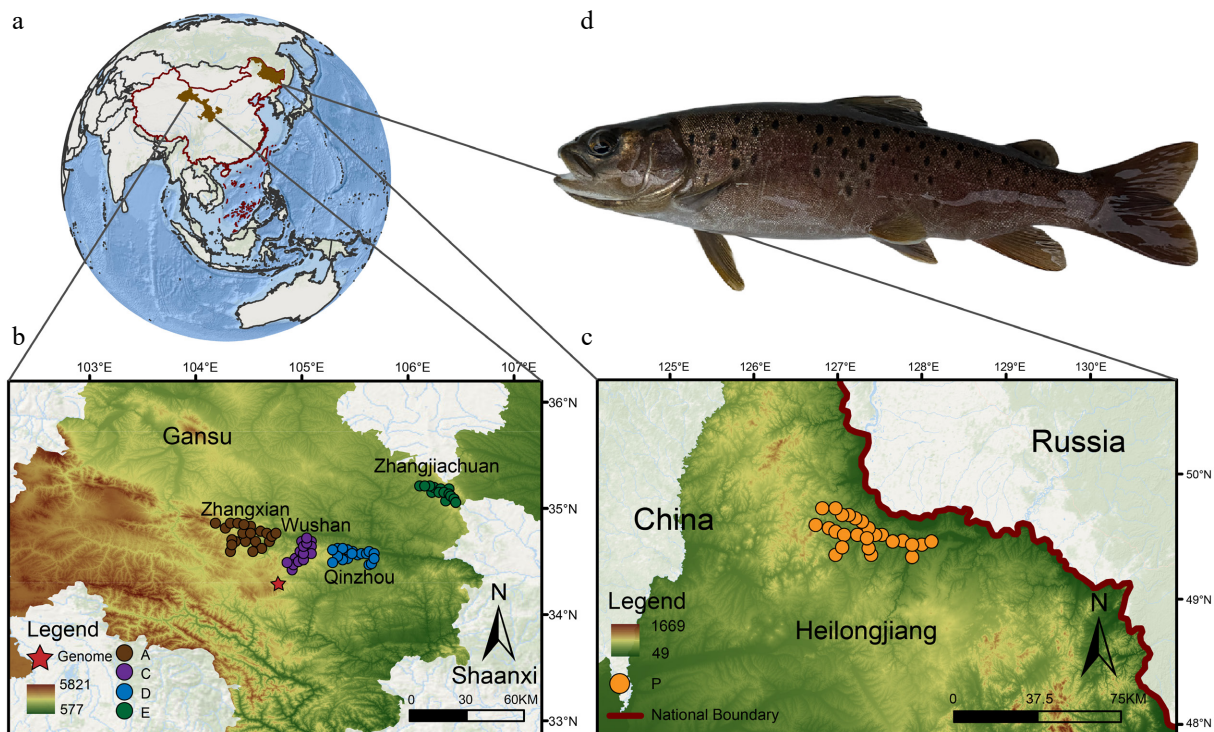 a
d
b
c
103°E
104°E
105°E
106°E
107°E
36°N
35°N
34°N
33°N
Gansu
Zhangjiachuan
Zhangxian
Wushan
Qinzhou
Shaanxi
N
0 30 60KM
Legend
Genome
5821
577
A
C
D
E
125°E
126°E
127°E
128°E
129°E
130°E
50°N
49°N
48°N
Russia
China
Heilongjiang
N
0 37.5 75KM
Legend
1669
49
P
National Boundary